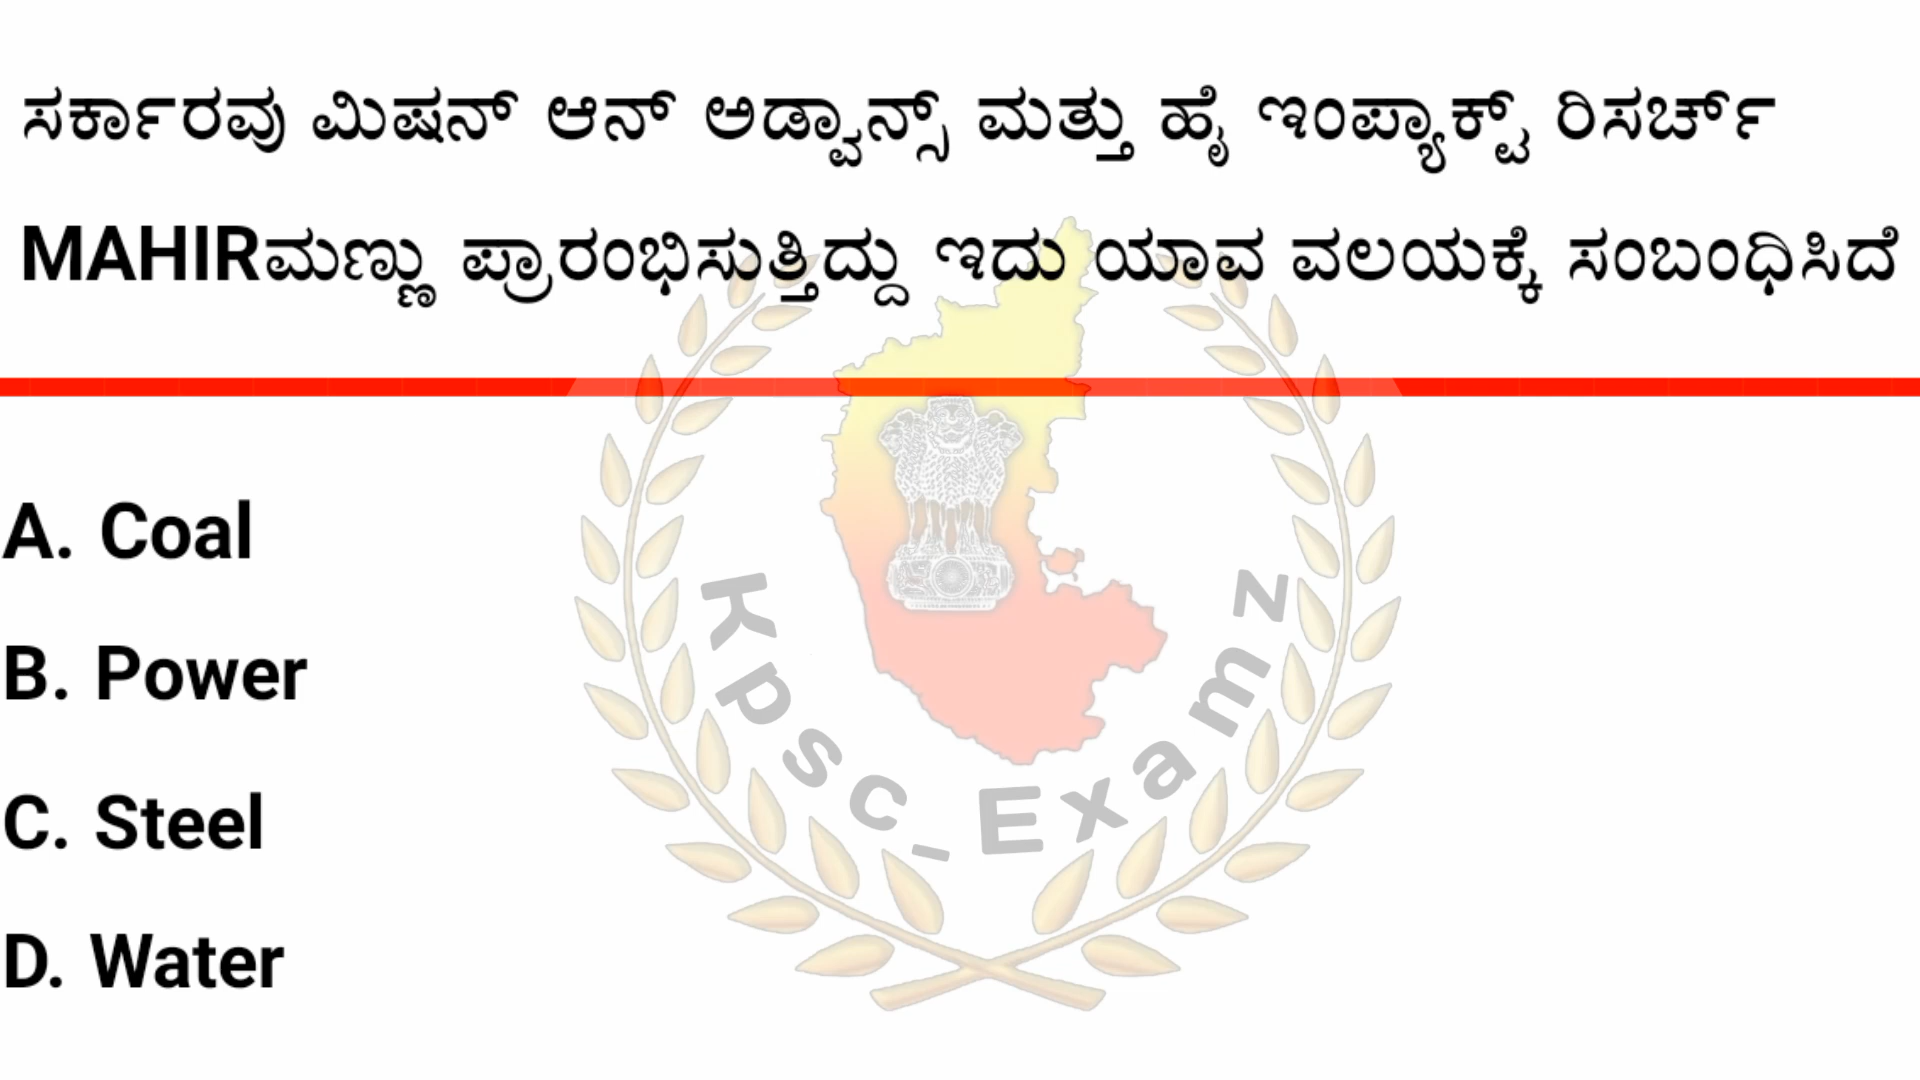 ಸರ್ಕಾರವು ಮಿಷನ್ ಆನ್ ಅಡ್ವಾನ್ಸ್ ಮತ್ತು ಹೈ ಇಂಪ್ಯಾಕ್ಟ್ ರಿಸರ್ಚ್
MAHIRಮಣ್ಣು ಪ್ರಾರಂಭಿಸುತ್ತಿದ್ದು ಇದು ಯಾವ ವಲಯಕ್ಕೆ ಸಂಬಂಧಿಸಿದೆ
A. Coal
B. Power
C. Steel
D. Water
Kpsc_Examz